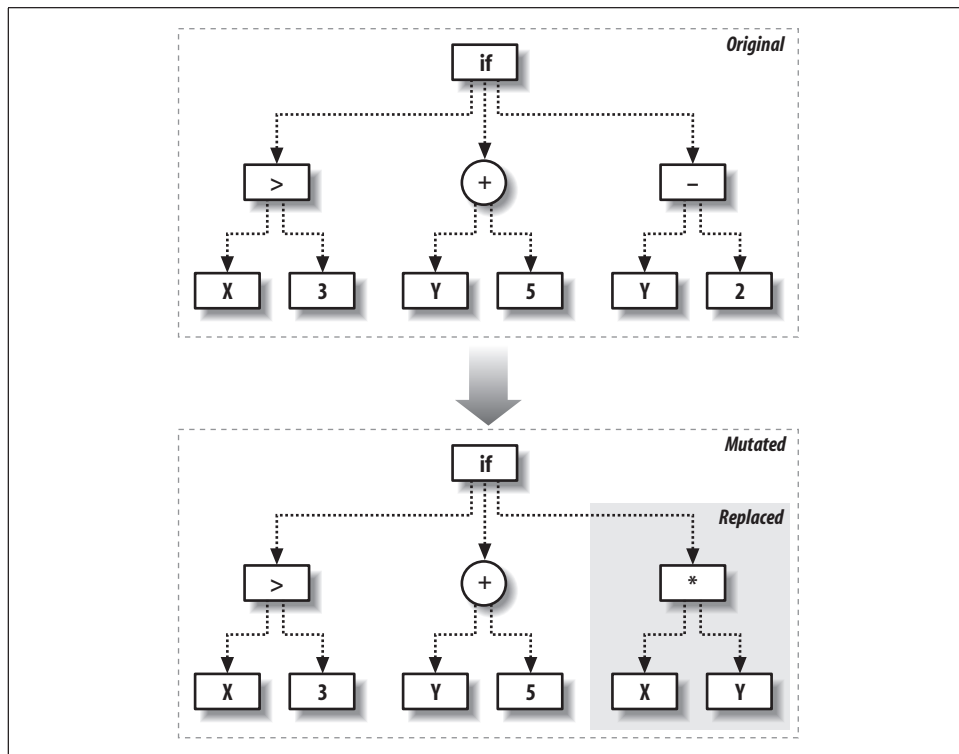 Original
if
> + –
X 3 Y 5 Y 2
Mutated
if
Replaced
> + *
X 3 Y 5 X Y